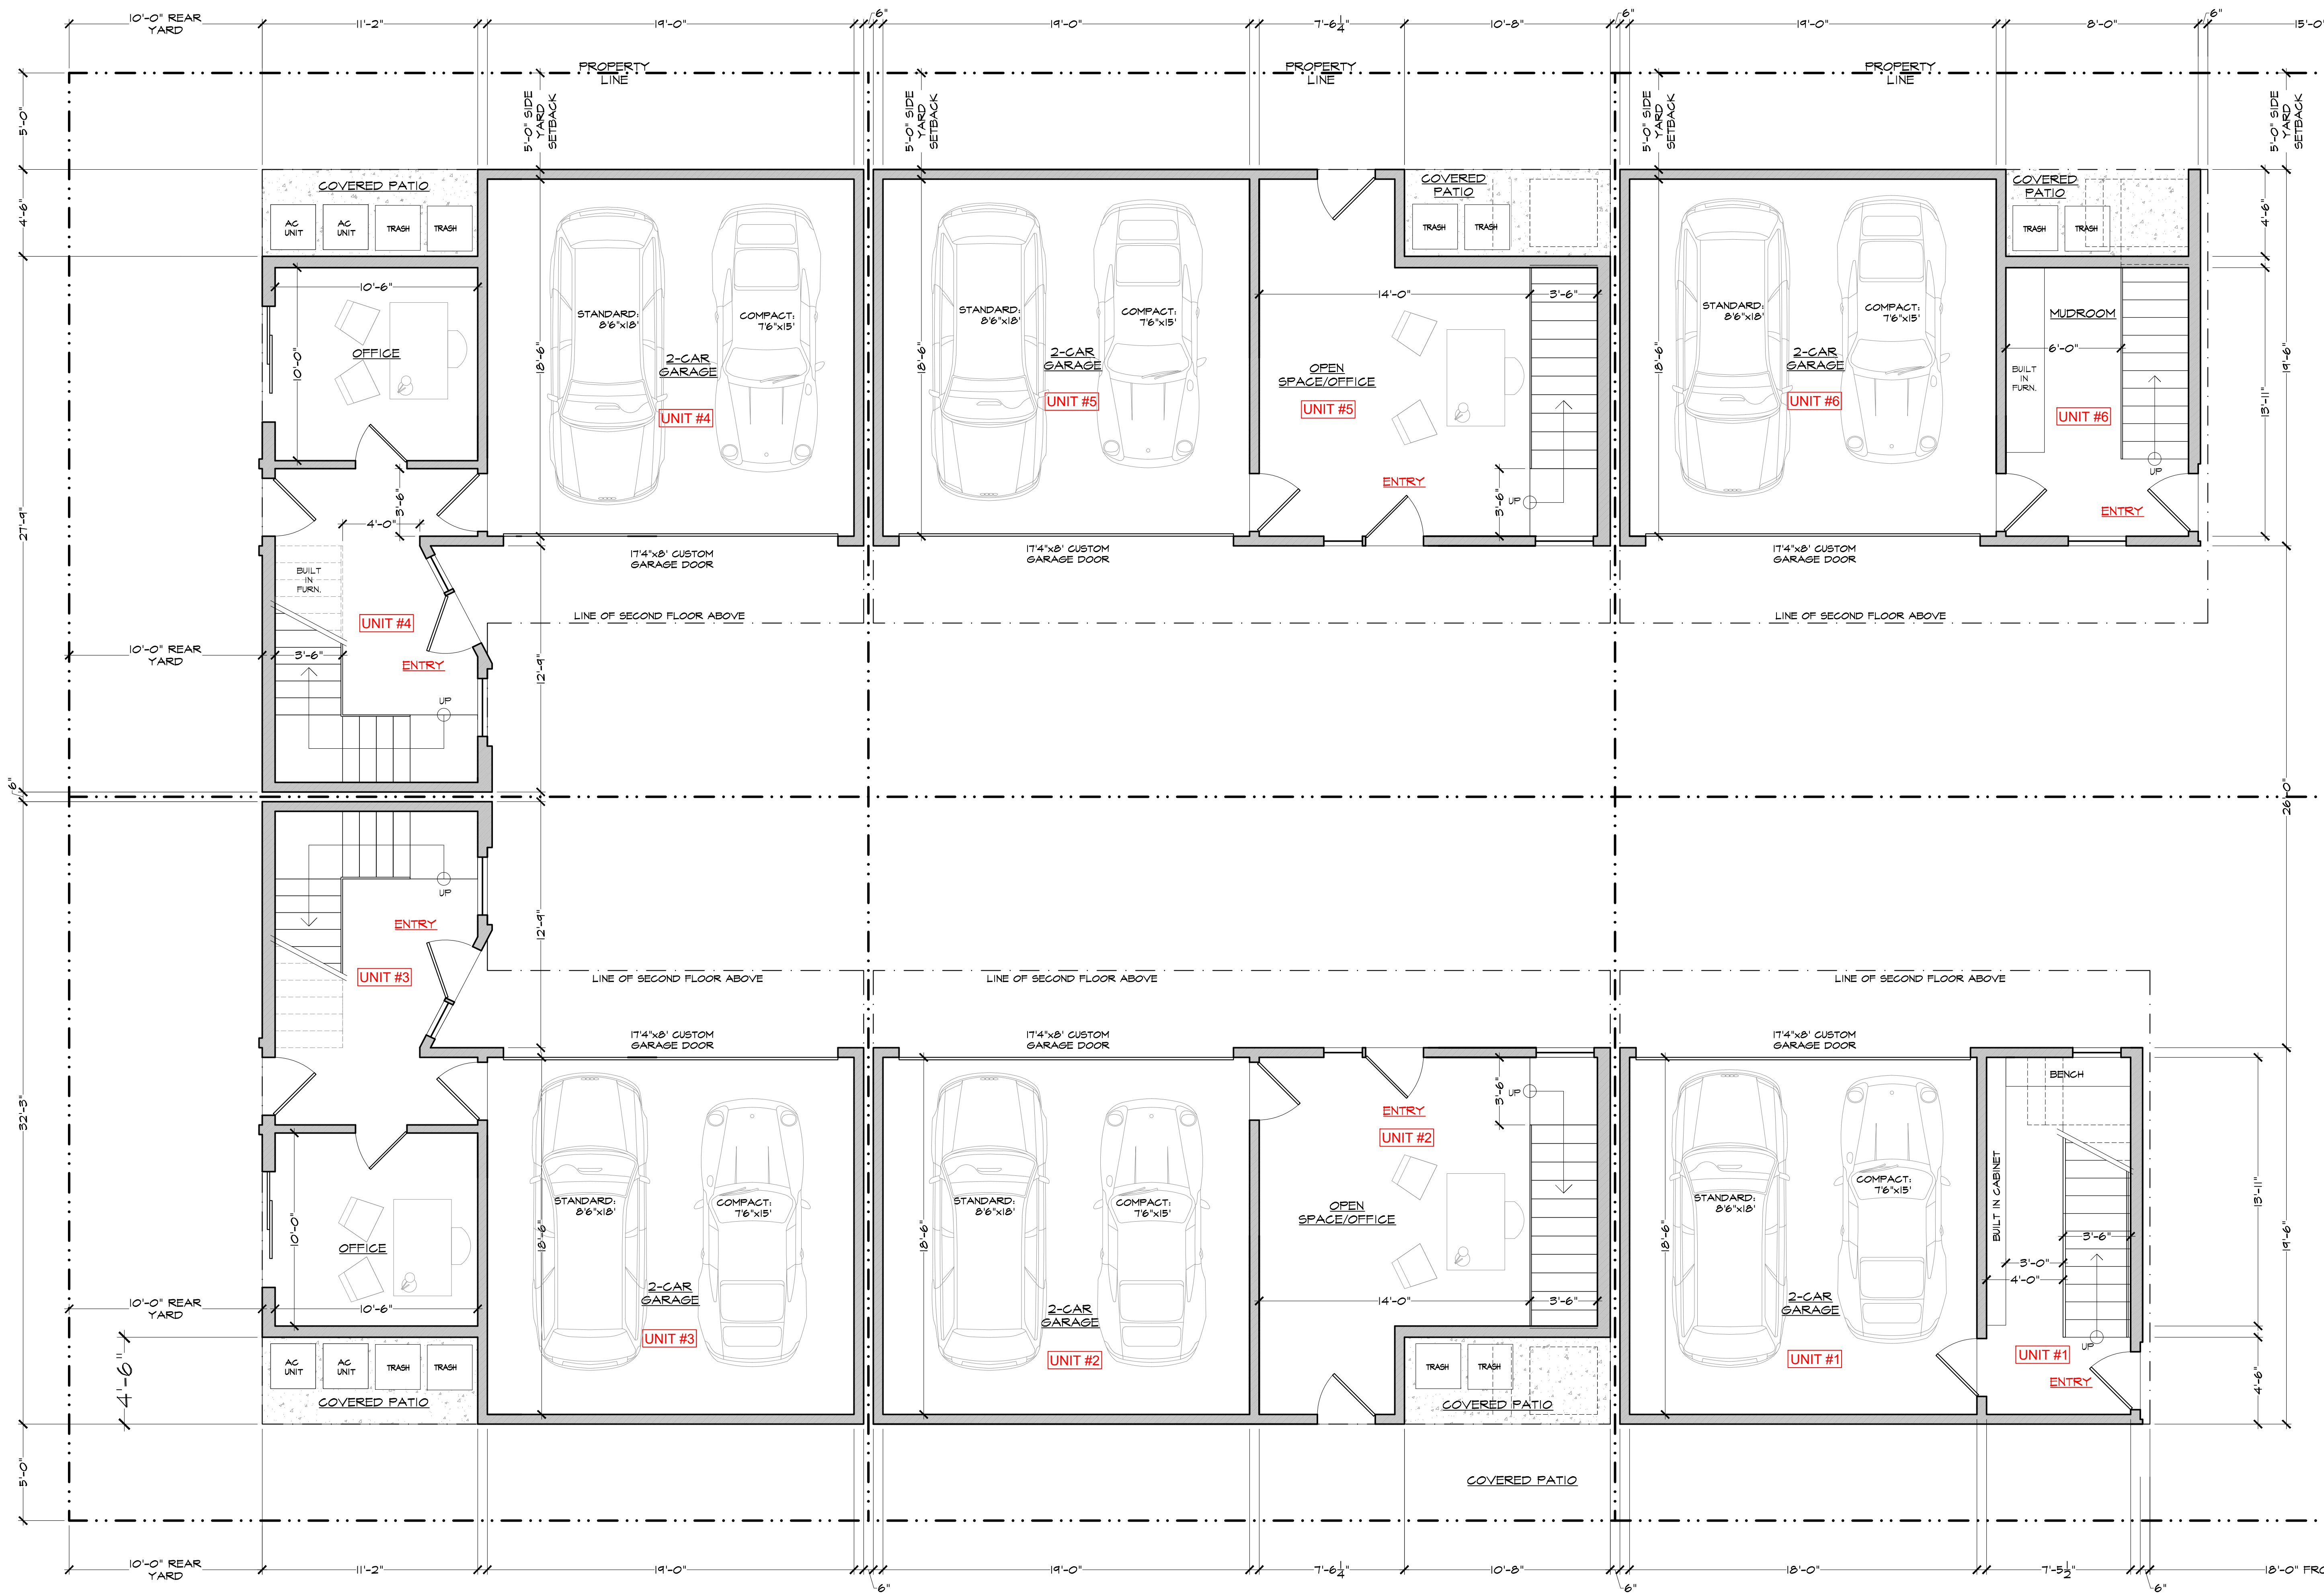 10'-0" REAR
YARD
11'-2"
19'-0"
6"
19'-0"
7'-6 1/4"
10'-8"
6"
19'-0"
8'-0"
6"
15'-0"
PROPERTY
LINE
PROPERTY
LINE
PROPERTY
LINE
5'-0"
5'-0" SIDE
YARD
SETBACK
5'-0" SIDE
YARD
SETBACK
5'-0" SIDE
YARD
SETBACK
5'-0" SIDE
YARD
SETBACK
4'-6"
COVERED PATIO
AC
UNIT
AC
UNIT
TRASH
TRASH
COVERED
PATIO
TRASH
TRASH
COVERED
PATIO
TRASH
TRASH
4'-6"
10'-6"
10'-0"
OFFICE
18'-6"
STANDARD:
8'6"x18'
COMPACT:
7'6"x15'
2-CAR
GARAGE
UNIT #4
18'-6"
STANDARD:
8'6"x18'
COMPACT:
7'6"x15'
2-CAR
GARAGE
UNIT #5
14'-0"
3'-6"
OPEN
SPACE/OFFICE
UNIT #5
ENTRY
3'-6"
UP
18'-6"
STANDARD:
8'6"x18'
COMPACT:
7'6"x15'
2-CAR
GARAGE
UNIT #6
MUDROOM
6'-0"
BUILT
IN
FURN.
UNIT #6
UP
ENTRY
13'-11"
19'-6"
27'-9"
4'-0"
3'-6"
17'4"x8' CUSTOM
GARAGE DOOR
17'4"x8' CUSTOM
GARAGE DOOR
17'4"x8' CUSTOM
GARAGE DOOR
BUILT
IN
FURN.
UNIT #4
LINE OF SECOND FLOOR ABOVE
LINE OF SECOND FLOOR ABOVE
10'-0" REAR
YARD
3'-6"
ENTRY
12'-9"
UP
6"
26'-0"
UP
ENTRY
12'-9"
UNIT #3
LINE OF SECOND FLOOR ABOVE
LINE OF SECOND FLOOR ABOVE
LINE OF SECOND FLOOR ABOVE
17'4"x8' CUSTOM
GARAGE DOOR
17'4"x8' CUSTOM
GARAGE DOOR
17'4"x8' CUSTOM
GARAGE DOOR
32'-3"
10'-0"
OFFICE
10'-6"
10'-0" REAR
YARD
18'-6"
STANDARD:
8'6"x18'
COMPACT:
7'6"x15'
2-CAR
GARAGE
UNIT #3
18'-6"
STANDARD:
8'6"x18'
COMPACT:
7'6"x15'
2-CAR
GARAGE
UNIT #2
3'-6"
UP
ENTRY
UNIT #2
OPEN
SPACE/OFFICE
14'-0"
3'-6"
18'-6"
STANDARD:
8'6"x18'
COMPACT:
7'6"x15'
2-CAR
GARAGE
UNIT #1
BENCH
BUILT IN CABINET
3'-6"
3'-0"
4'-0"
UP
UNIT #1
ENTRY
13'-11"
19'-6"
4'-6"
4'-6"
AC
UNIT
AC
UNIT
TRASH
TRASH
COVERED PATIO
TRASH
TRASH
COVERED PATIO
5'-0"
COVERED PATIO
10'-0" REAR
YARD
11'-2"
19'-0"
6"
19'-0"
7'-6 1/4"
10'-8"
6"
18'-0"
7'-5 1/2"
6"
18'-0" FRO